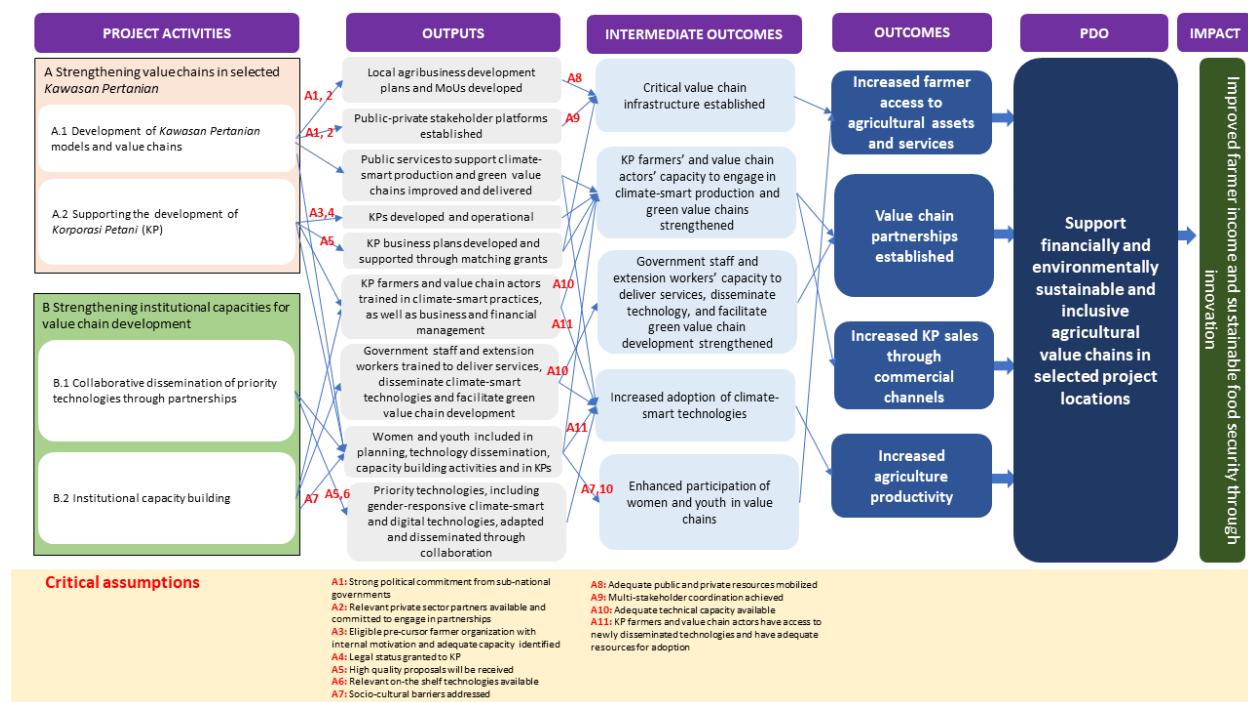 PROJECT ACTIVITIES
OUTPUTS
INTERMEDIATE OUTCOMES
OUTCOMES
PDO
IMPACT
A Strengthening value chains in selected
Kawasan Pertanian
A.1 Development of Kawasan Pertanian
models and value chains
A.2 Supporting the development of
Korporasi Petani (KP)
B Strengthening institutional capacities for
value chain development
B.1 Collaborative dissemination of priority
technologies through partnerships
B.2 Institutional capacity building
A1, 2
A1, 2
A3,4
A5
A7
A5,6
Local agribusiness development
plans and MoUs developed
Public-private stakeholder platforms
established
Public services to support climate-
smart production and green value
chains improved and delivered
KPs developed and operational
KP business plans developed and
supported through matching grants
KP farmers and value chain actors
trained in climate-smart practices,
as well as business and financial
management
Government staff and extension
workers trained to deliver services,
disseminate climate-smart
technologies and facilitate green
value chain development
Women and youth included in
planning, technology dissemination,
capacity building activities and in KPs
Priority technologies, including
gender-responsive climate-smart
and digital technologies, adapted
and disseminated through
collaboration
A8
A9
A10
A11
A10
A11
A7,10
Critical value chain
infrastructure established
KP farmers' and value chain
actors' capacity to engage in
climate-smart production and
green value chains
strengthened
Government staff and
extension workers' capacity to
deliver services, disseminate
technology, and facilitate
green value chain
development strengthened
Increased adoption of climate-
smart technologies
Enhanced participation of
women and youth in value
chains
Increased farmer
access to
agricultural assets
and services
Value chain
partnerships
established
Increased KP sales
through
commercial
channels
Increased
agriculture
productivity
Support
financially and
environmentally
sustainable and
inclusive
agricultural
value chains in
selected project
locations
Improved farmer income and sustainable food security through
innovation
Critical assumptions
A1: Strong political commitment from sub-national
governments
A2: Relevant private sector partners available and
committed to engage in partnerships
A3: Eligible pre-cursor farmer organization with
internal motivation and adequate capacity identified
A4: Legal status granted to KP
A5: High quality proposals will be received
A6: Relevant on-the shelf technologies available
A7: Socio-cultural barriers addressed
A8: Adequate public and private resources mobilized
A9: Multi-stakeholder coordination achieved
A10: Adequate technical capacity available
A11: KP farmers and value chain actors have access to
newly disseminated technologies and have adequate
resources for adoption